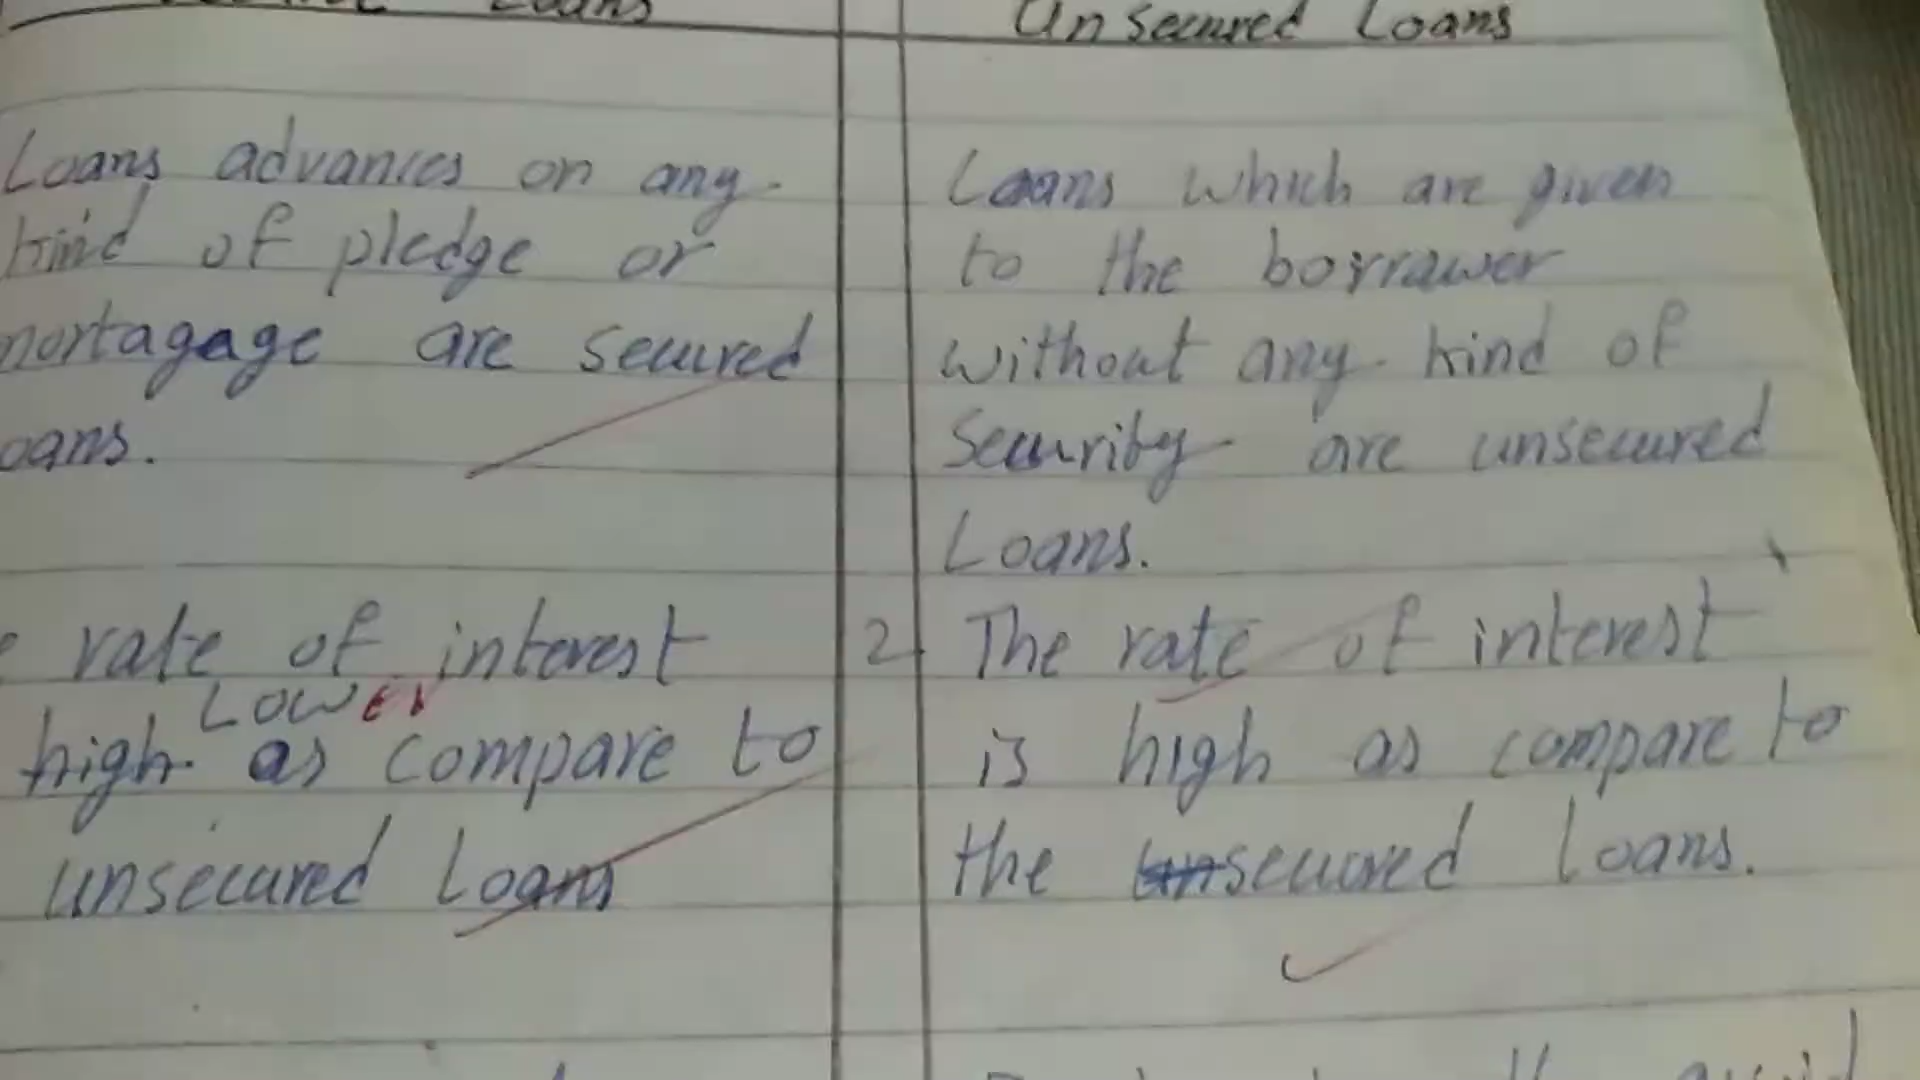 Loans
Unsecured Loans
Loans advances on any
kind of pledge or
mortagage are secured
oans.
Loans which are given
to the borrawer
without any kind of
Security are unsecured
Loans.
rate of interest
Lower
high as compare to
unsecured Loans
2. The rate of interest
is high as compare to
the unsecured loans.